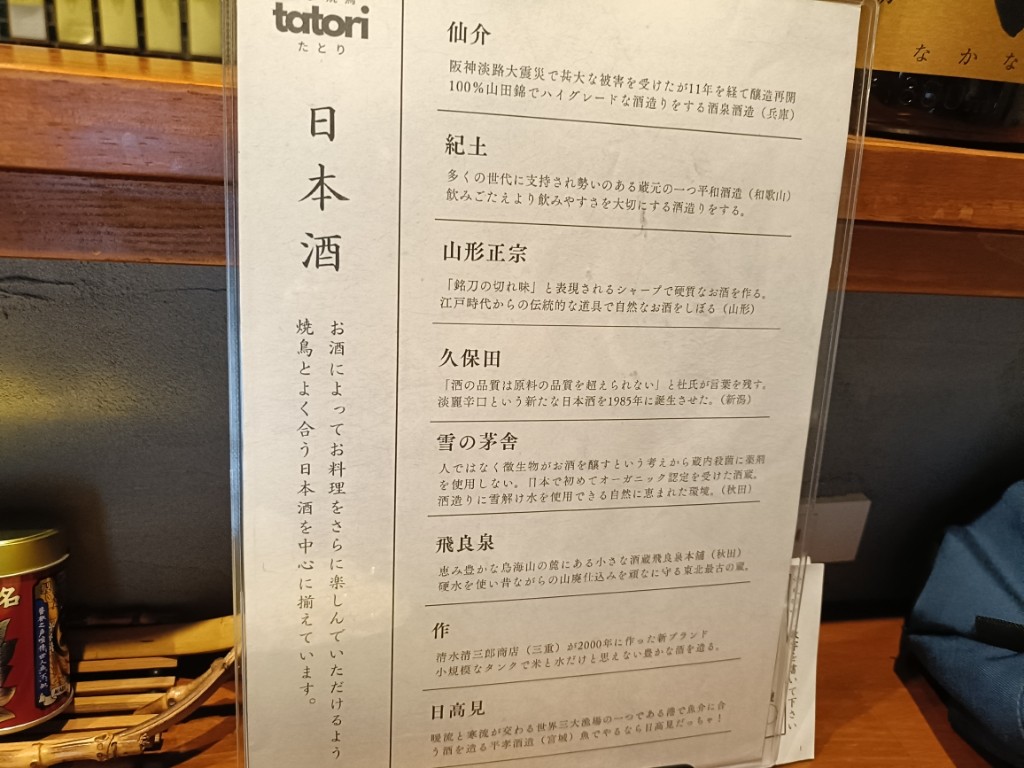 tatori
たとり
日本酒
お酒によってお料理をさらに楽しんでいただけるよう
焼鳥とよく合う日本酒を中心に揃えています。
仙介
阪神淡路大震災で甚大な被害を受けたが11年を経て醸造再開
100%山田錦でハイグレードな酒造りをする酒泉酒造（兵庫）
紀土
多くの世代に支持され勢いのある蔵元の一つ平和酒造（和歌山）
飲みごたえより飲みやすさを大切にする酒造りをする。
山形正宗
「銘刀の切れ味」と表現されるシャープで硬質なお酒を作る。
江戸時代からの伝統的な道具で自然なお酒をしぼる（山形）
久保田
「酒の品質は原料の品質を超えられない」と杜氏が言葉を残す。
淡麗辛口という新たな日本酒を1985年に誕生させた。（新潟）
雪の茅舎
人ではなく微生物がお酒を醸すという考えから蔵内殺菌に薬剤
を使用しない。日本で初めてオーガニック認定を受けた酒蔵。
酒造りに雪解け水を使用できる自然に恵まれた環境。（秋田）
飛良泉
恵み豊かな鳥海山の麓にある小さな酒蔵飛良泉本舗（秋田）
硬水を使い昔ながらの山廃仕込みを頑なに守る東北最古の蔵。
作
清水清三郎商店（三重）が2000年に作った新ブランド
小規模なタンクで米と水だけと思えない豊かな酒を造る。
日高見
暖流と寒流が変わる世界三大漁場の一つである港で魚介に合
う酒を造る平孝酒造（宮城）魚でやるなら日高見だっちゃ！
なかな
名
て下さい